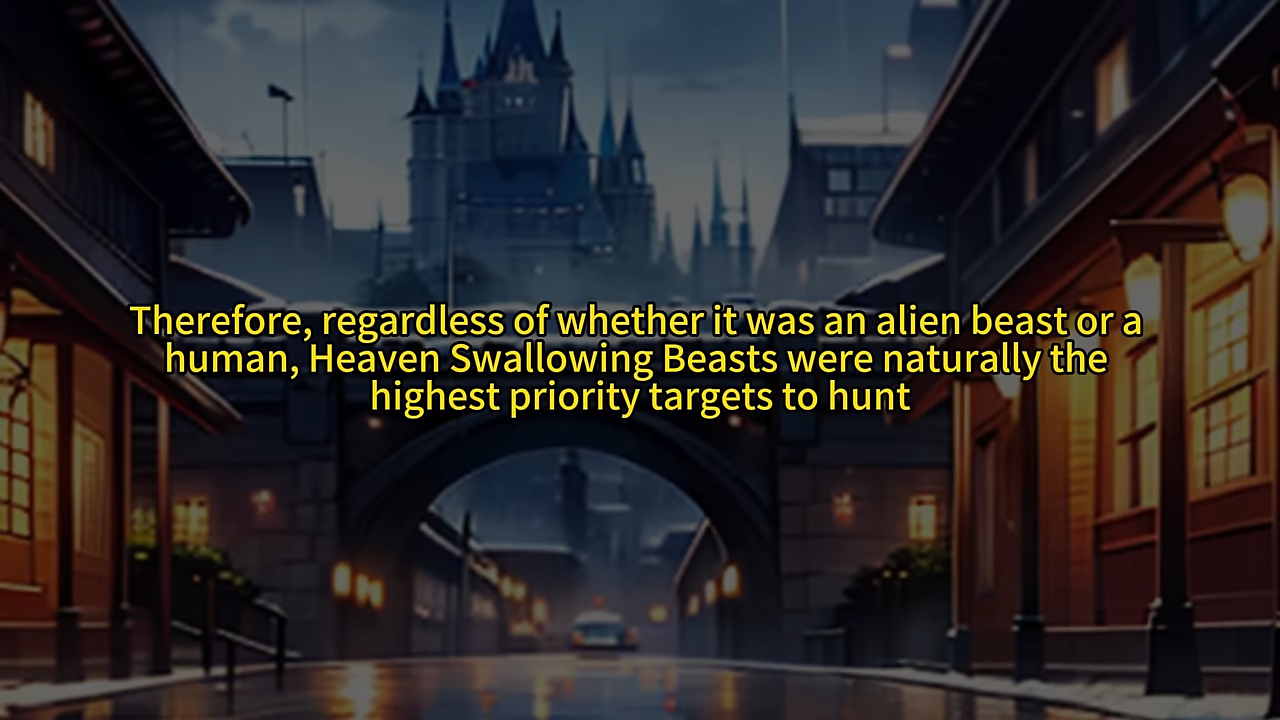 Therefore, regardless of whether it was an alien beast or a
human, Heaven Swallowing Beasts were naturally the
highest priority targets to hunt